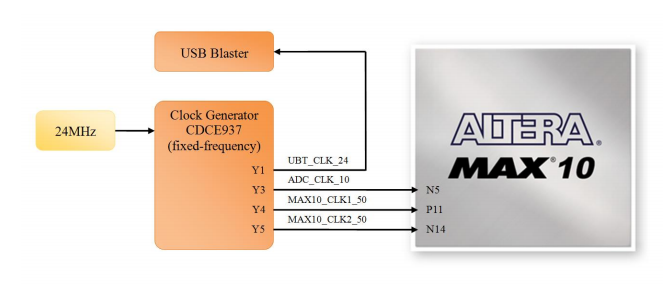 USB Blaster
24MHz
Clock Generator
CDCE937
(fixed-frequency)
Y1
UBT_CLK_24
Y3
ADC_CLK_10
N5
Y4
MAX10_CLK1_50
P11
Y5
MAX10_CLK2_50
N14
ALTERA®
MAX® 10